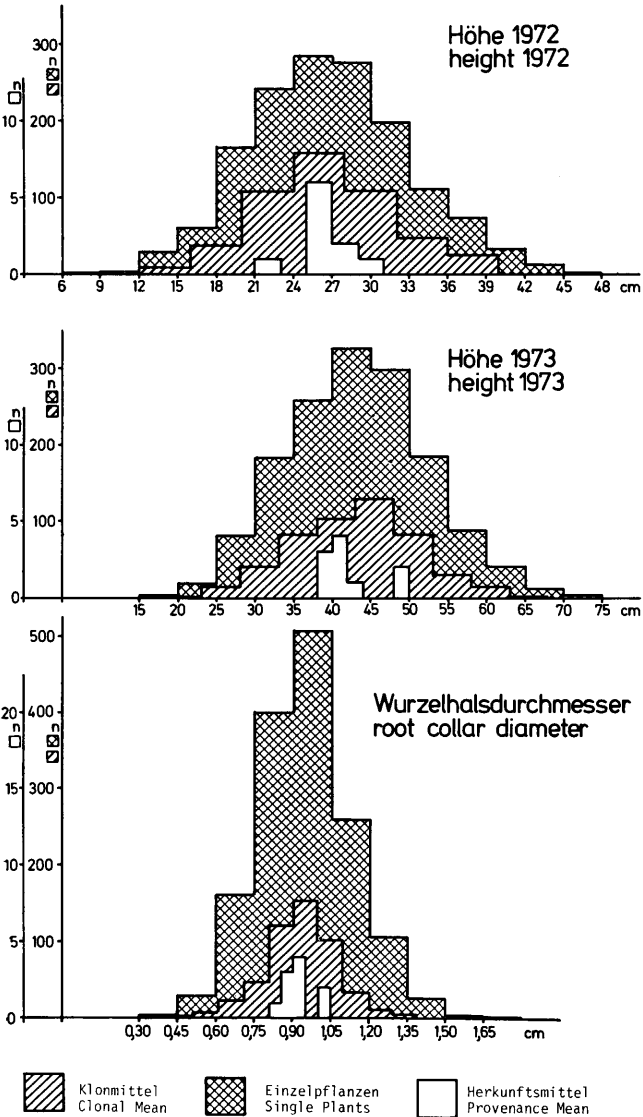 Höhe 1972
height 1972
n
n
300
200
100
0
10
5
0
6 9 12 15 18 21 24 27 30 33 36 39 42 45 48 cm
Höhe 1973
height 1973
n
n
300
200
100
0
10
5
0
15 20 25 30 35 40 45 50 55 60 65 70 75 cm
Wurzelhalsdurchmesser
root collar diameter
n
n
500
400
300
200
100
0
20
15
10
5
0
0,30 0,45 0,60 0,75 0,90 1,05 1,20 1,35 1,50 1,65 cm
Klonmittel
Clonal Mean
Einzelpflanzen
Single Plants
Herkunftsmittel
Provenance Mean